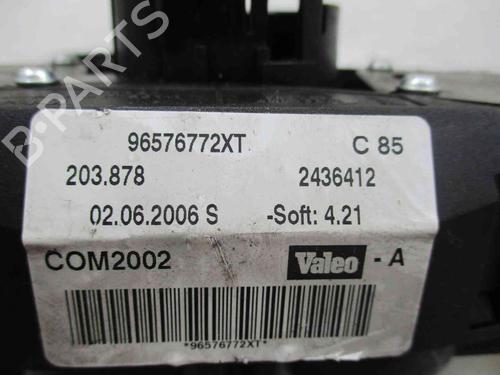 96576772XT C 85
203.878 2436412
02.06.2006 S -Soft: 4.21
COM2002 Valeo - A
*96576772XT*
B-PARTS